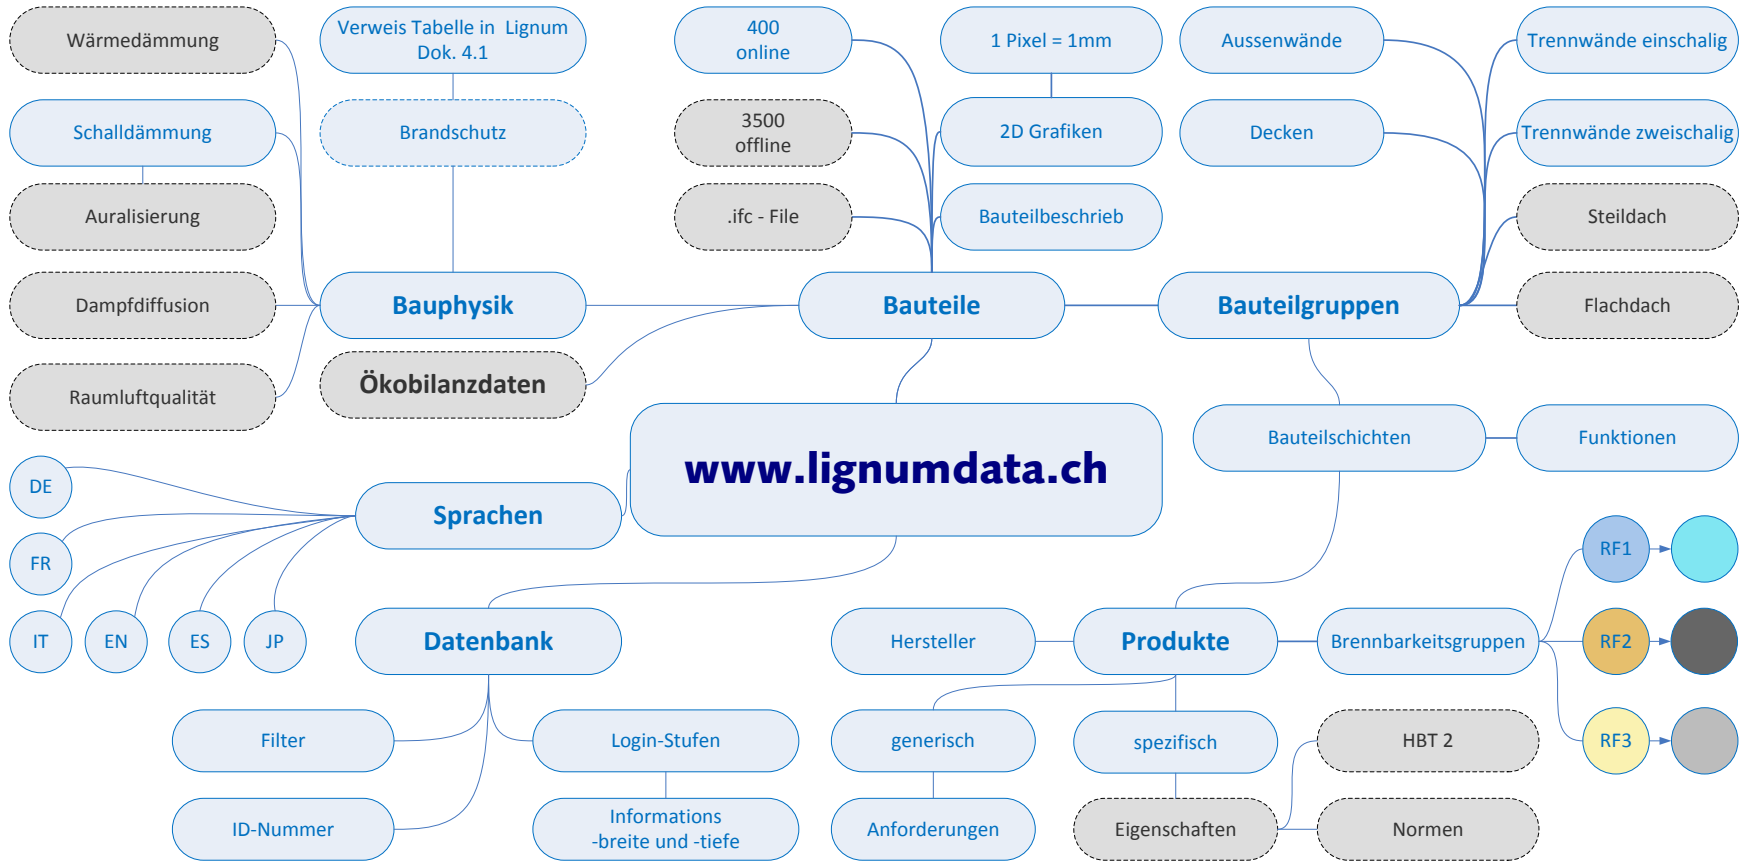 Wärmedämmung
Verweis Tabelle in Lignum
Dok. 4.1
400
online
1 Pixel = 1mm
Aussenwände
Trennwände einschalig
Schalldämmung
Brandschutz
3500
offline
2D Grafiken
Decken
Trennwände zweischalig
Auralisierung
.ifc - File
Bauteilbeschrieb
Steildach
Dampfdiffusion
Bauphysik
Bauteile
Bauteilgruppen
Flachdach
Raumluftqualität
Ökobilanzdaten
Bauteilschichten
Funktionen
www.lignumdata.ch
DE
Sprachen
FR
RF1
IT
EN
ES
JP
Datenbank
Hersteller
Produkte
Brennbarkeitsgruppen
RF2
Filter
Login-Stufen
generisch
spezifisch
HBT 2
RF3
ID-Nummer
Informations
-breite und -tiefe
Anforderungen
Eigenschaften
Normen